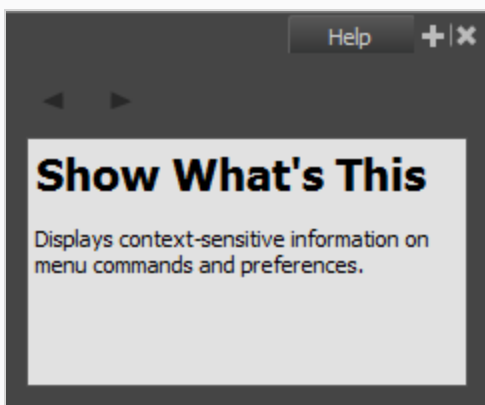 Help
Show What's This
Displays context-sensitive information on
menu commands and preferences.